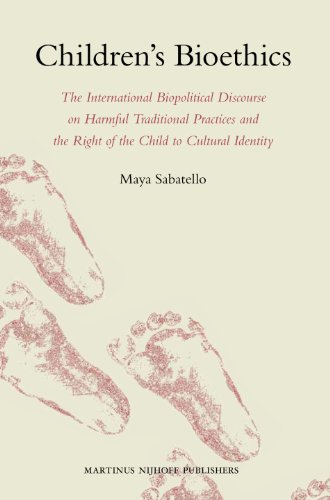 Children's Bioethics
The International Biopolitical Discourse
on Harmful Traditional Practices and
the Right of the Child to Cultural Identity
Maya Sabatello
MARTINUS NIJHOFF PUBLISHERS